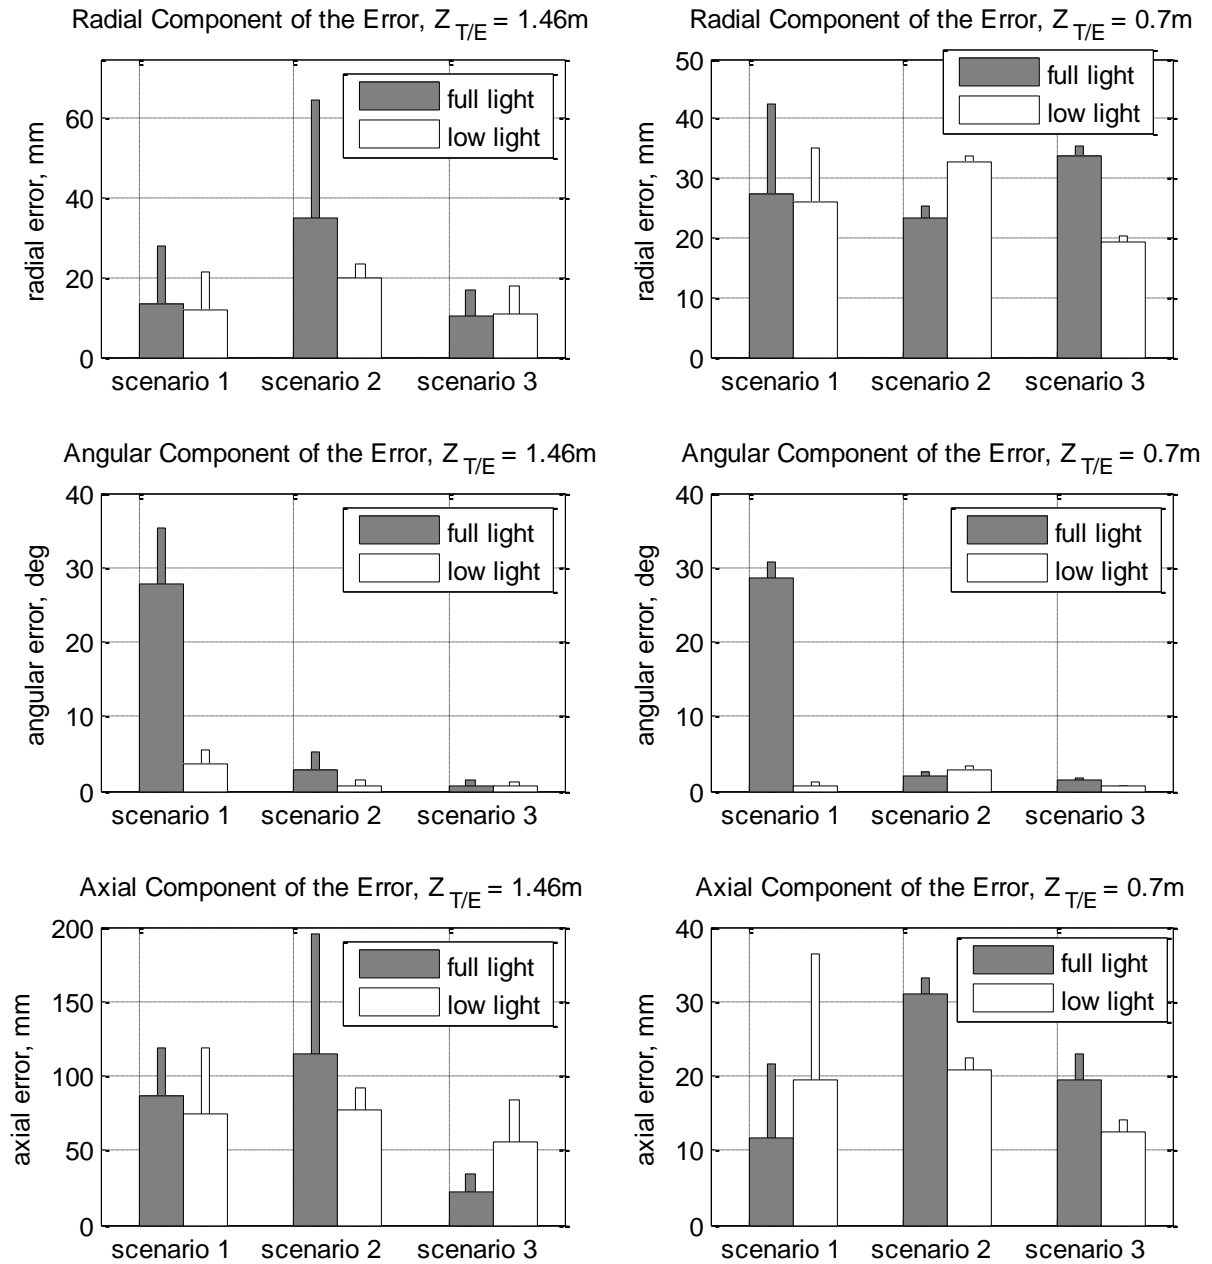 Radial Component of the Error, Z T/E = 1.46m
radial error, mm
60
40
20
0
full light
low light
scenario 1 scenario 2 scenario 3
Radial Component of the Error, Z T/E = 0.7m
radial error, mm
50
40
30
20
10
0
full light
low light
scenario 1 scenario 2 scenario 3
Angular Component of the Error, Z T/E = 1.46m
angular error, deg
40
30
20
10
0
full light
low light
scenario 1 scenario 2 scenario 3
Angular Component of the Error, Z T/E = 0.7m
angular error, deg
40
30
20
10
0
full light
low light
scenario 1 scenario 2 scenario 3
Axial Component of the Error, Z T/E = 1.46m
axial error, mm
200
150
100
50
0
full light
low light
scenario 1 scenario 2 scenario 3
Axial Component of the Error, Z T/E = 0.7m
axial error, mm
40
30
20
10
0
full light
low light
scenario 1 scenario 2 scenario 3